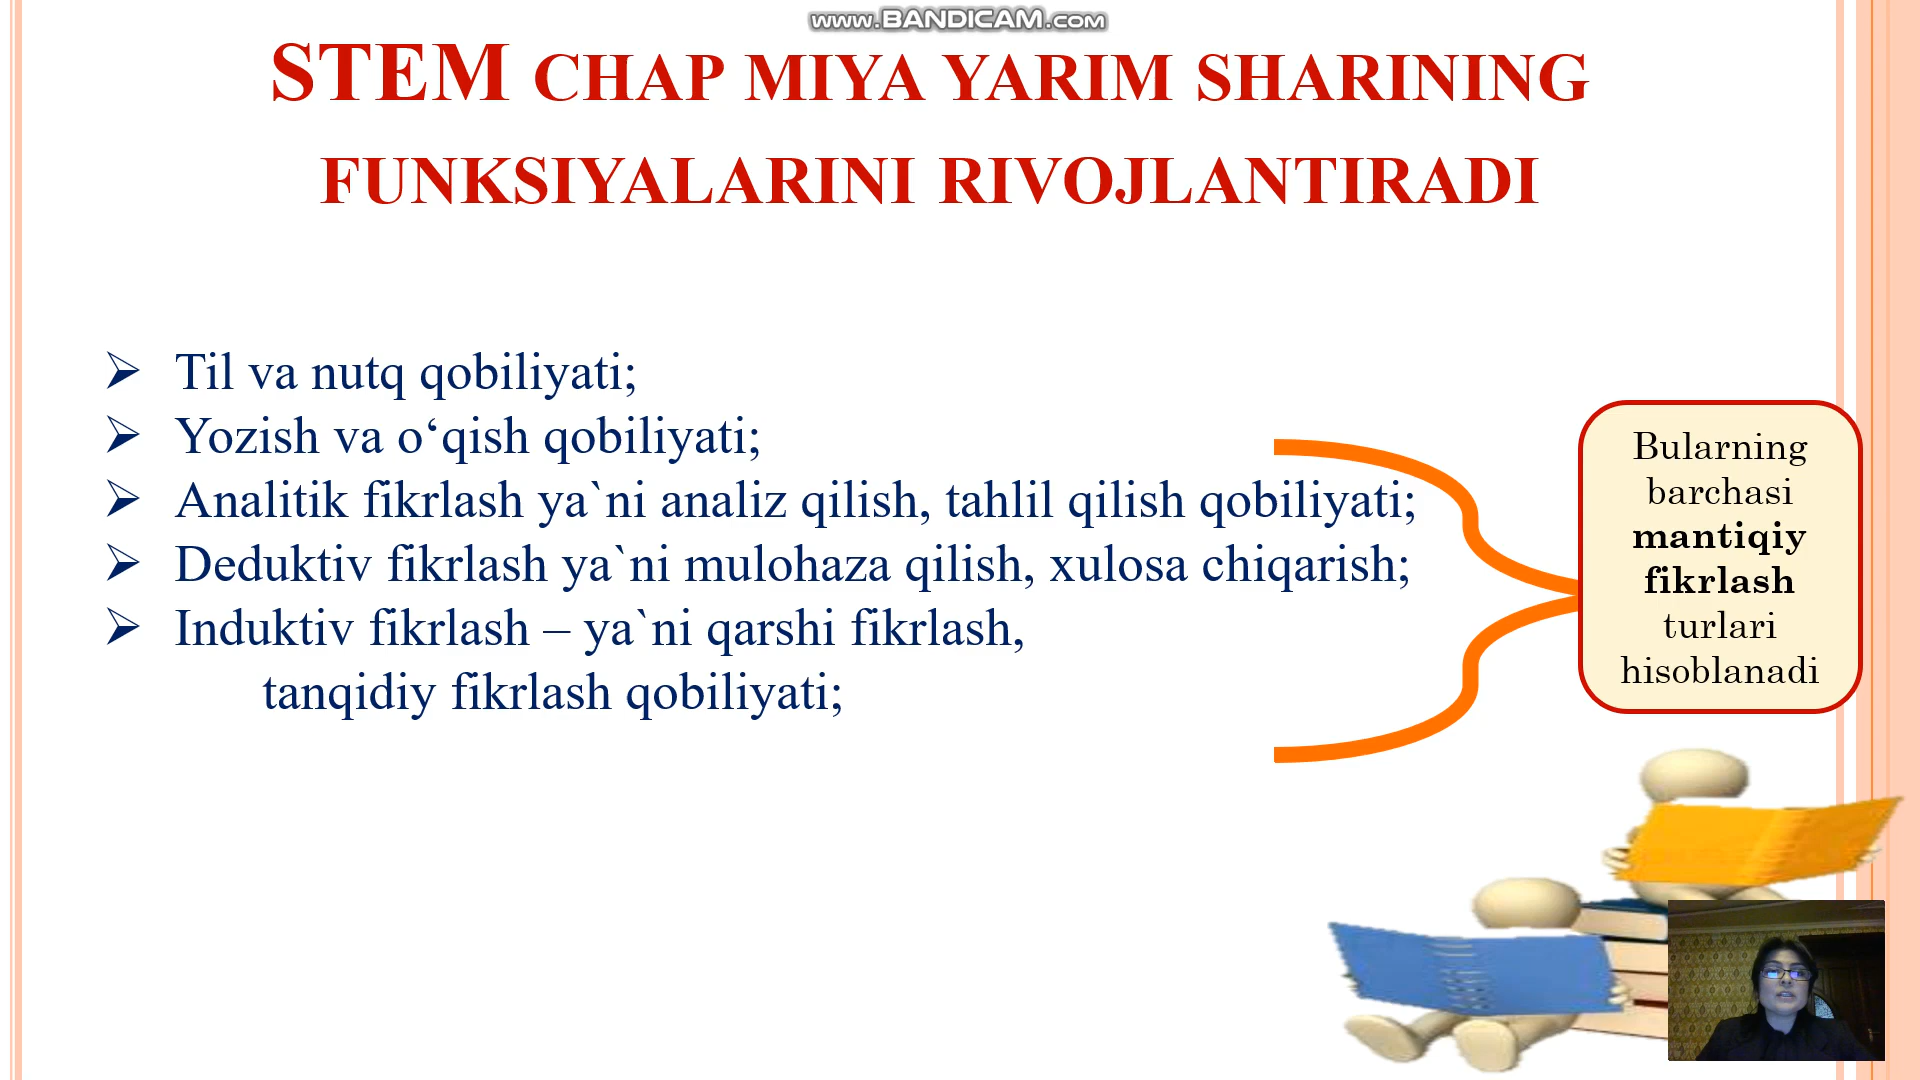 www.BANDICAM.com
STEM CHAP MIYA YARIM SHARINING
FUNKSIYALARINI RIVOJLANTIRADI
➢ Til va nutq qobiliyati;
➢ Yozish va o‘qish qobiliyati;
➢ Analitik fikrlash ya`ni analiz qilish, tahlil qilish qobiliyati;
➢ Deduktiv fikrlash ya`ni mulohaza qilish, xulosa chiqarish;
➢ Induktiv fikrlash – ya`ni qarshi fikrlash,
tanqidiy fikrlash qobiliyati;
Bularning
barchasi
mantiqiy
fikrlash
turlari
hisoblanadi